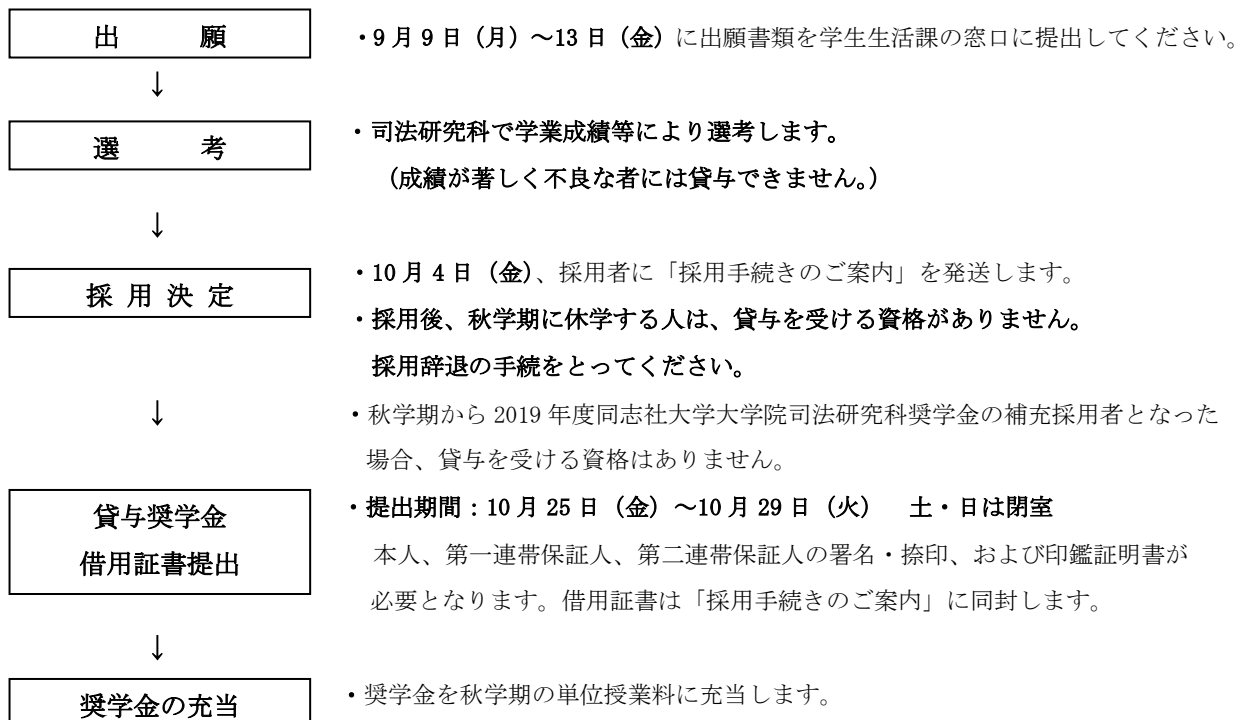 出　願
・9月9日（月）～13日（金）に出願書類を学生生活課の窓口に提出してください。
↓
選　考
・司法研究科で学業成績等により選考します。
（成績が著しく不良な者には貸与できません。）
↓
採用決定
・10月4日（金）、採用者に「採用手続きのご案内」を発送します。
・採用後、秋学期に休学する人は、貸与を受ける資格がありません。
採用辞退の手続をとってください。
↓
・秋学期から2019年度同志社大学大学院司法研究科奨学金の補充採用者となった
場合、貸与を受ける資格はありません。
貸与奨学金
借用証書提出
・提出期間：10月25日（金）～10月29日（火）　土・日は閉室
本人、第一連帯保証人、第二連帯保証人の署名・捺印、および印鑑証明書が
必要となります。借用証書は「採用手続きのご案内」に同封します。
↓
奨学金の充当
・奨学金を秋学期の単位授業料に充当します。